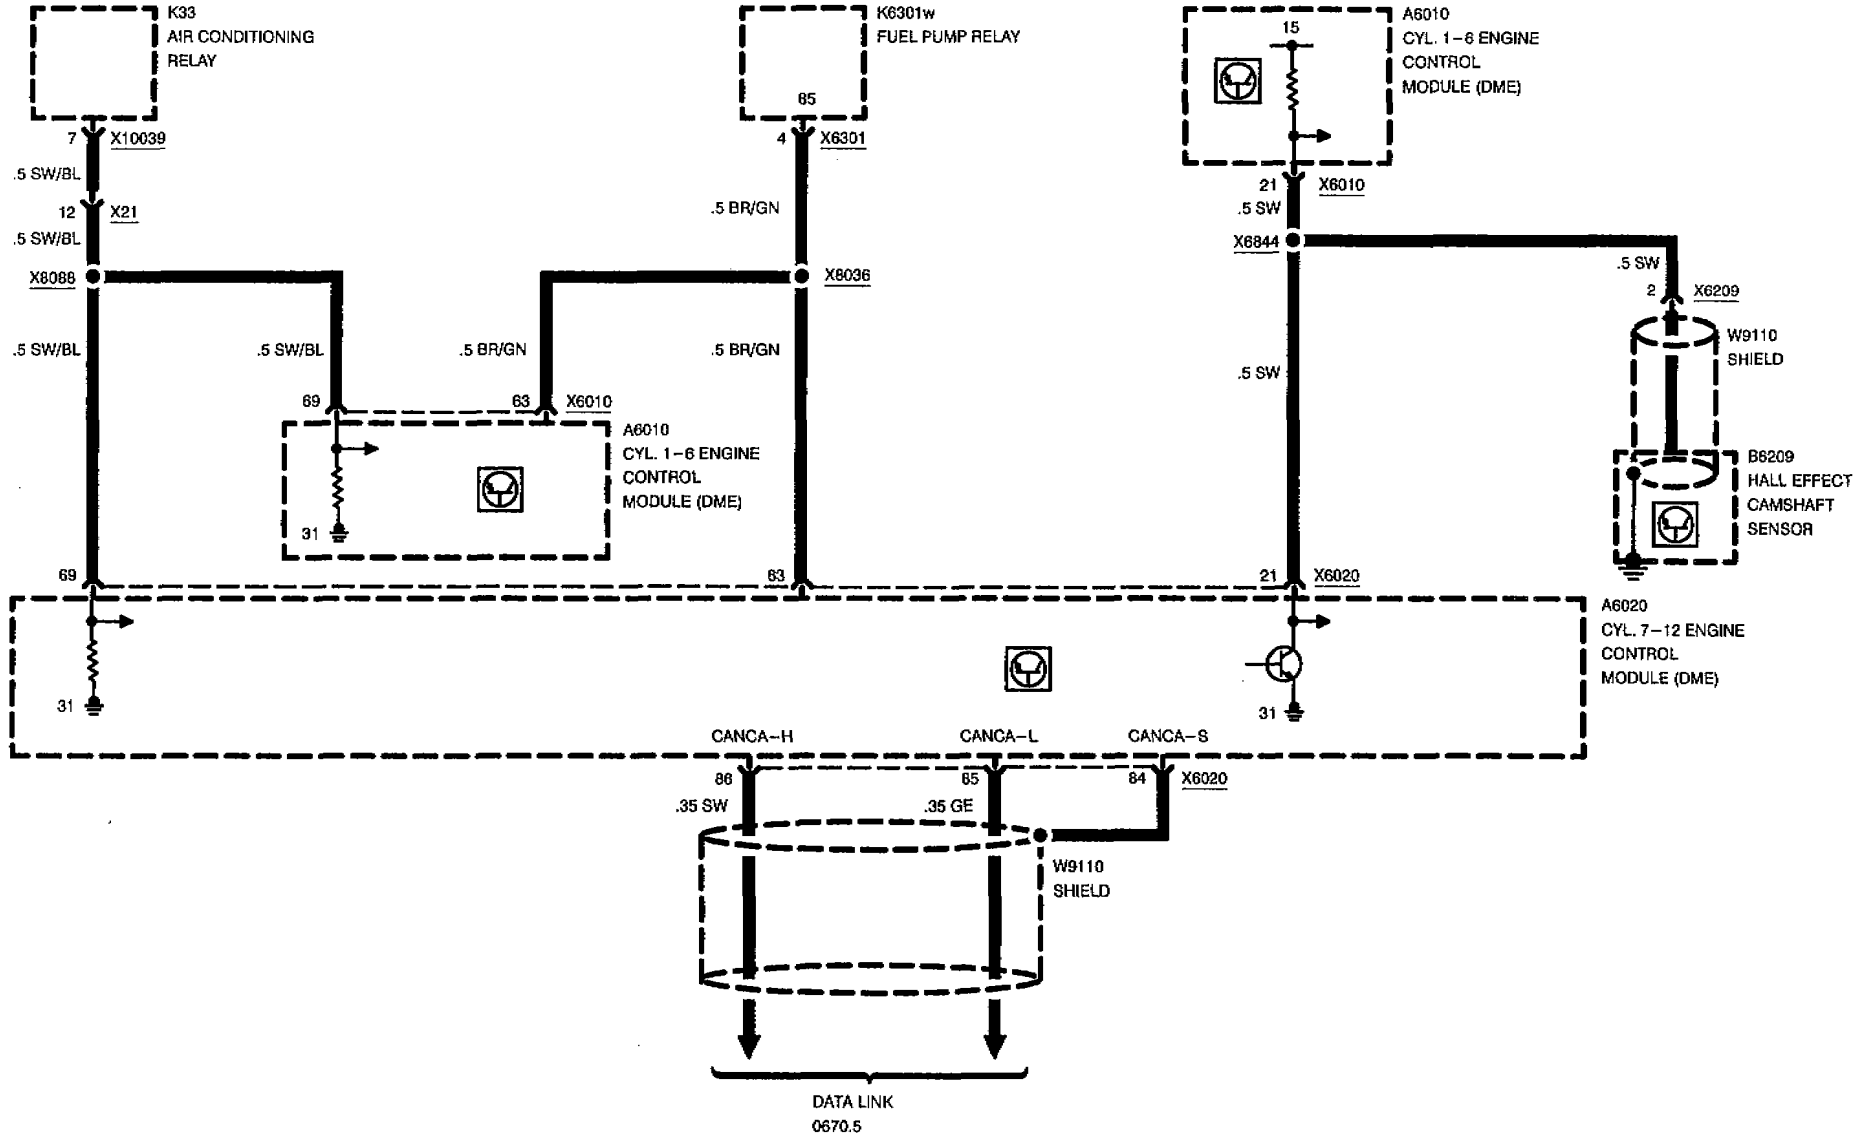 K33
AIR CONDITIONING
RELAY
K6301w
FUEL PUMP RELAY
85
15
A6010
CYL. 1-6 ENGINE
CONTROL
MODULE (DME)
7
X10039
4
X6301
.5 SW/BL
21
X6010
12
X21
.5 BR/GN
.5 SW
.5 SW/BL
X6844
X8088
X8036
.5 SW
2
X6209
W9110
SHIELD
.5 SW/BL
.5 SW/BL
.5 BR/GN
.5 BR/GN
.5 SW
69
63
X6010
A6010
CYL. 1-6 ENGINE
CONTROL
MODULE (DME)
31
B6209
HALL EFFECT
CAMSHAFT
SENSOR
69
63
21
X6020
A6020
CYL. 7-12 ENGINE
CONTROL
MODULE (DME)
31
31
CANCA-H
CANCA-L
CANCA-S
86
85
84
X6020
.35 SW
.35 GE
W9110
SHIELD
DATA LINK
0670.5